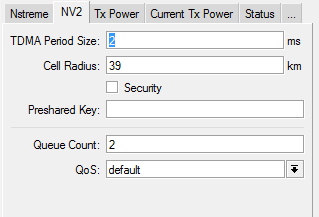 Nstreme NV2 Tx Power Current Tx Power Status ...
TDMA Period Size: 2 ms
Cell Radius: 39 km
Security
Preshared Key:
Queue Count: 2
QoS: default